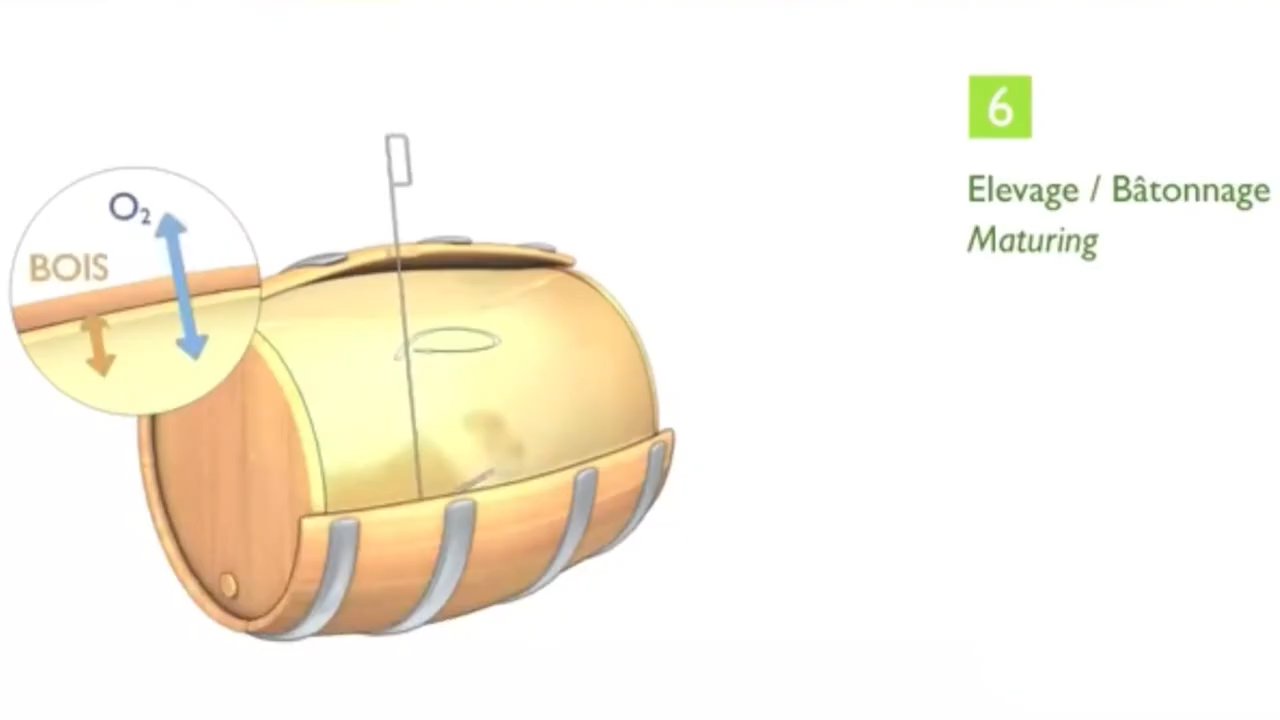 O₂
BOIS
6
Elevage / Bâtonnage
Maturing